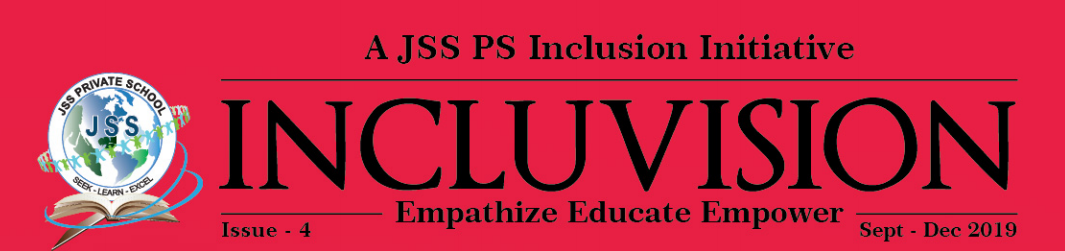 A JSS PS Inclusion Initiative
JSS PRIVATE SCHOOL
JSS
SEEK - LEARN - EXCEL
INCLUVISION
Empathize Educate Empower
Issue - 4
Sept - Dec 2019